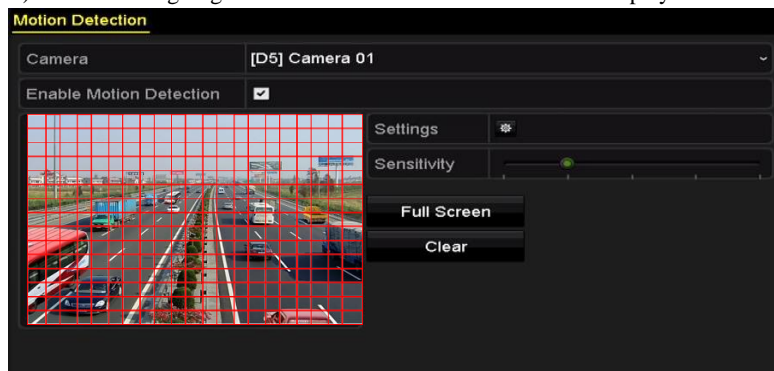 Motion Detection
Camera
[D5] Camera 01
Enable Motion Detection
Settings
Sensitivity
Full Screen
Clear